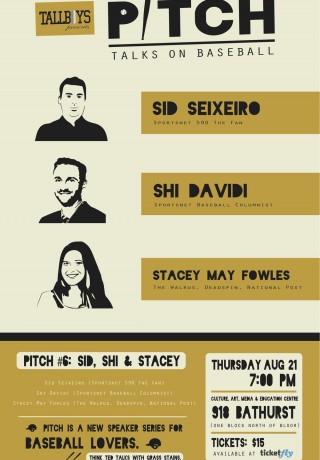 TALLBOYS
presents
PITCH
TALKS ON BASEBALL
SID SEIXEIRO
SPORTSNET 590 THE FAN
SHI DAVIDI
SPORTSNET BASEBALL COLUMNIST
STACEY MAY FOWLES
THE WALRUS, DEADSPIN, NATIONAL POST
PITCH #6: SID, SHI & STACEY
SID SEIXEIRO (SPORTSNET 590 THE FAN)
SHI DAVIDI (SPORTSNET BASEBALL COLUMNIST)
STACEY MAY FOWLES (THE WALRUS, DEADSPIN, NATIONAL POST)
PITCH IS A NEW SPEAKER SERIES FOR
BASEBALL LOVERS.
THINK TED TALKS WITH GRASS STAINS.
THURSDAY AUG 21
7:00 PM
CULTURE, ART, MEDIA & EDUCATION CENTRE
918 BATHURST
(ONE BLOCK NORTH OF BLOOR)
TICKETS: $15
AVAILABLE AT ticketfly